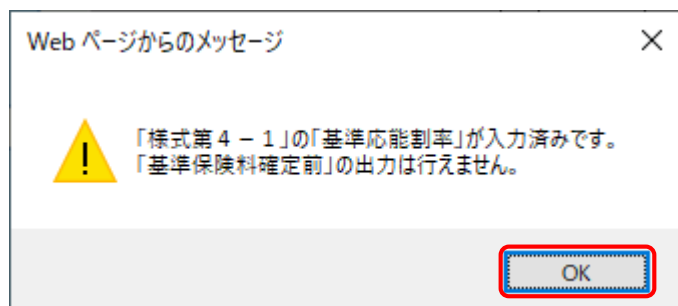 Web ページからのメッセージ
「様式第４－１」の「基準応能割率」が入力済みです。
「基準保険料確定前」の出力は行えません。
OK